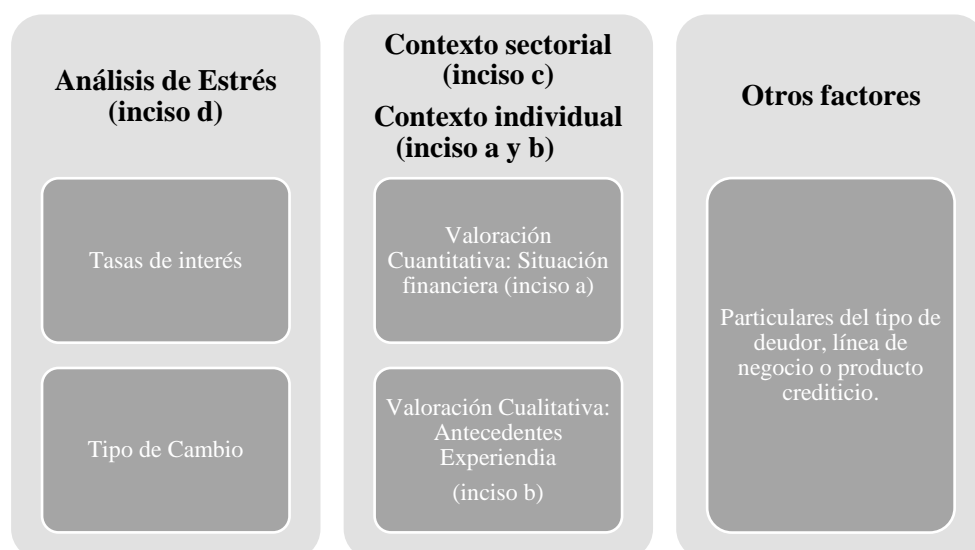 Análisis de Estrés
(inciso d)
Tasas de interés
Tipo de Cambio
Contexto sectorial
(inciso c)
Contexto individual
(inciso a y b)
Valoración
Cuantitativa: Situación
financiera (inciso a)
Valoración Cualitativa:
Antecedentes
Experiendia
(inciso b)
Otros factores
Particulares del tipo de
deudor, línea de
negocio o producto
crediticio.